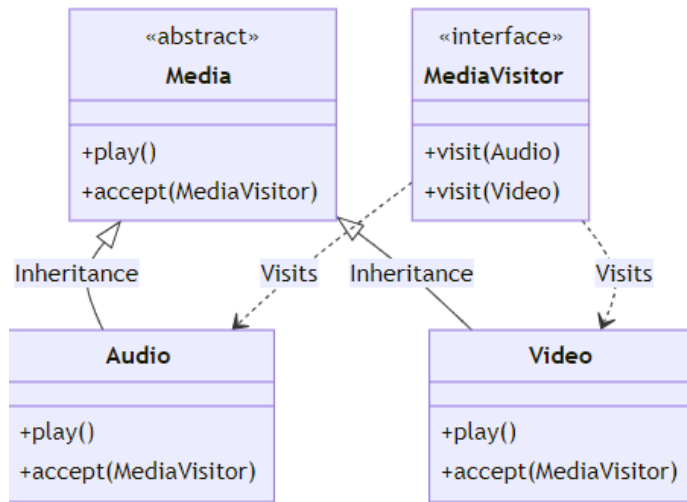 «abstract»
Media
+play()
+accept(MediaVisitor)
«interface»
MediaVisitor
+visit(Audio)
+visit(Video)
Inheritance
Visits
Inheritance
Visits
Audio
+play()
+accept(MediaVisitor)
Video
+play()
+accept(MediaVisitor)